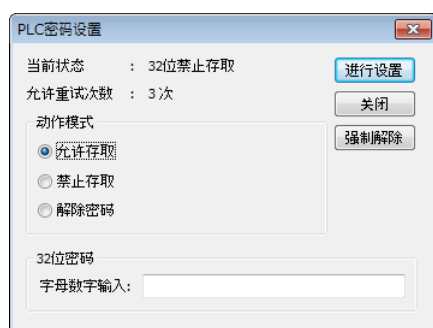 PLC密码设置
当前状态 : 32位禁止存取
允许重试次数 : 3次
进行设置
关闭
强制解除
动作模式
允许存取
禁止存取
解除密码
32位密码
字母数字输入: